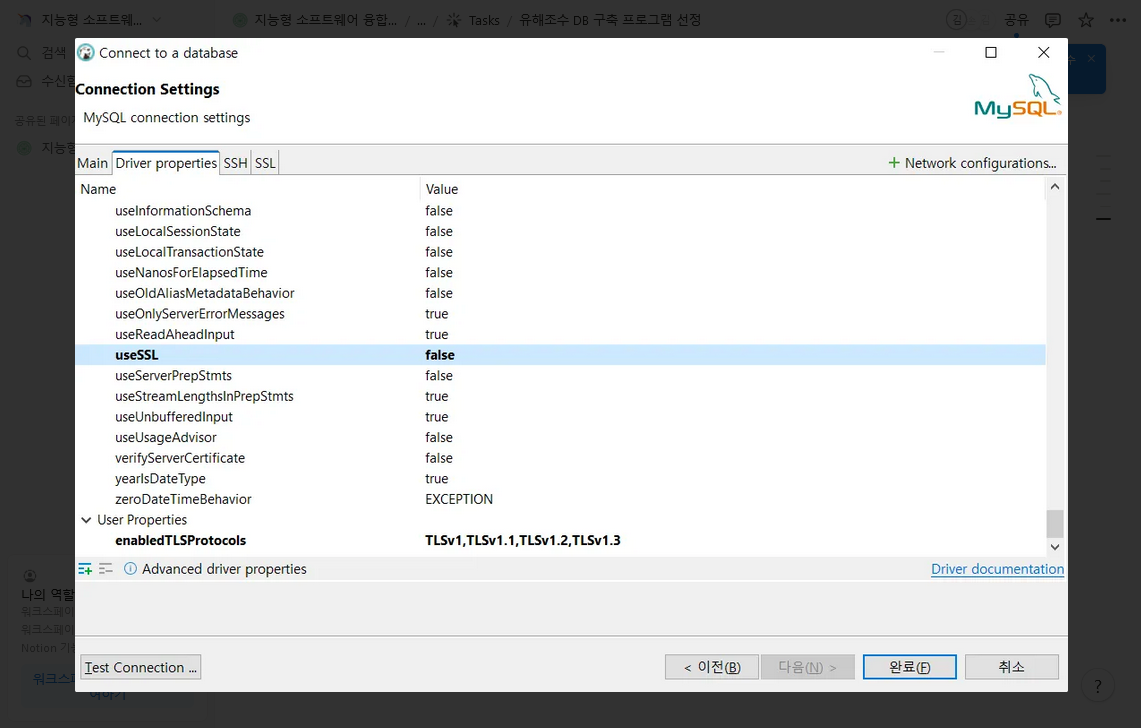 지능형 소프트웨... 지능형 소프트웨어 융합... / ... / Tasks / 유해조수 DB 구축 프로그램 선정 김 공유
검색
수신함
공유된 페이지
지능형
Connect to a database
Connection Settings
MySQL connection settings
MySQL
Main Driver properties SSH SSL + Network configurations...
Name Value
useInformationSchema false
useLocalSessionState false
useLocalTransactionState false
useNanosForElapsedTime false
useOldAliasMetadataBehavior false
useOnlyServerErrorMessages true
useReadAheadInput true
useSSL false
useServerPrepStmts false
useStreamLengthsInPrepStmts true
useUnbufferedInput true
useUsageAdvisor false
verifyServerCertificate false
yearIsDateType true
zeroDateTimeBehavior EXCEPTION
User Properties
enabledTLSProtocols TLSv1,TLSv1.1,TLSv1.2,TLSv1.3
Advanced driver properties Driver documentation
나의 역할
워크스페이
워크스페이
Notion
워크스
Test Connection ... < 이전(B) 다음(N) > 완료(F) 취소
?